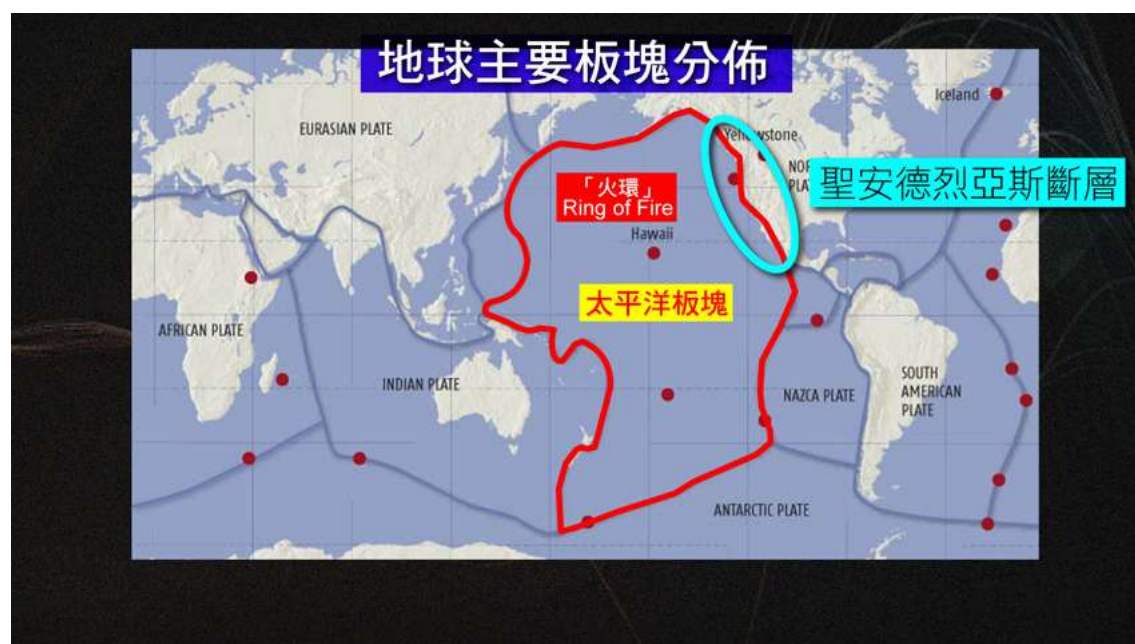 地球主要板塊分佈
Iceland
EURASIAN PLATE
Yellowstone
「火環」
Ring of Fire
聖安德烈亞斯斷層
Hawaii
太平洋板塊
AFRICAN PLATE
INDIAN PLATE
NAZCA PLATE
SOUTH
AMERICAN
PLATE
ANTARCTIC PLATE